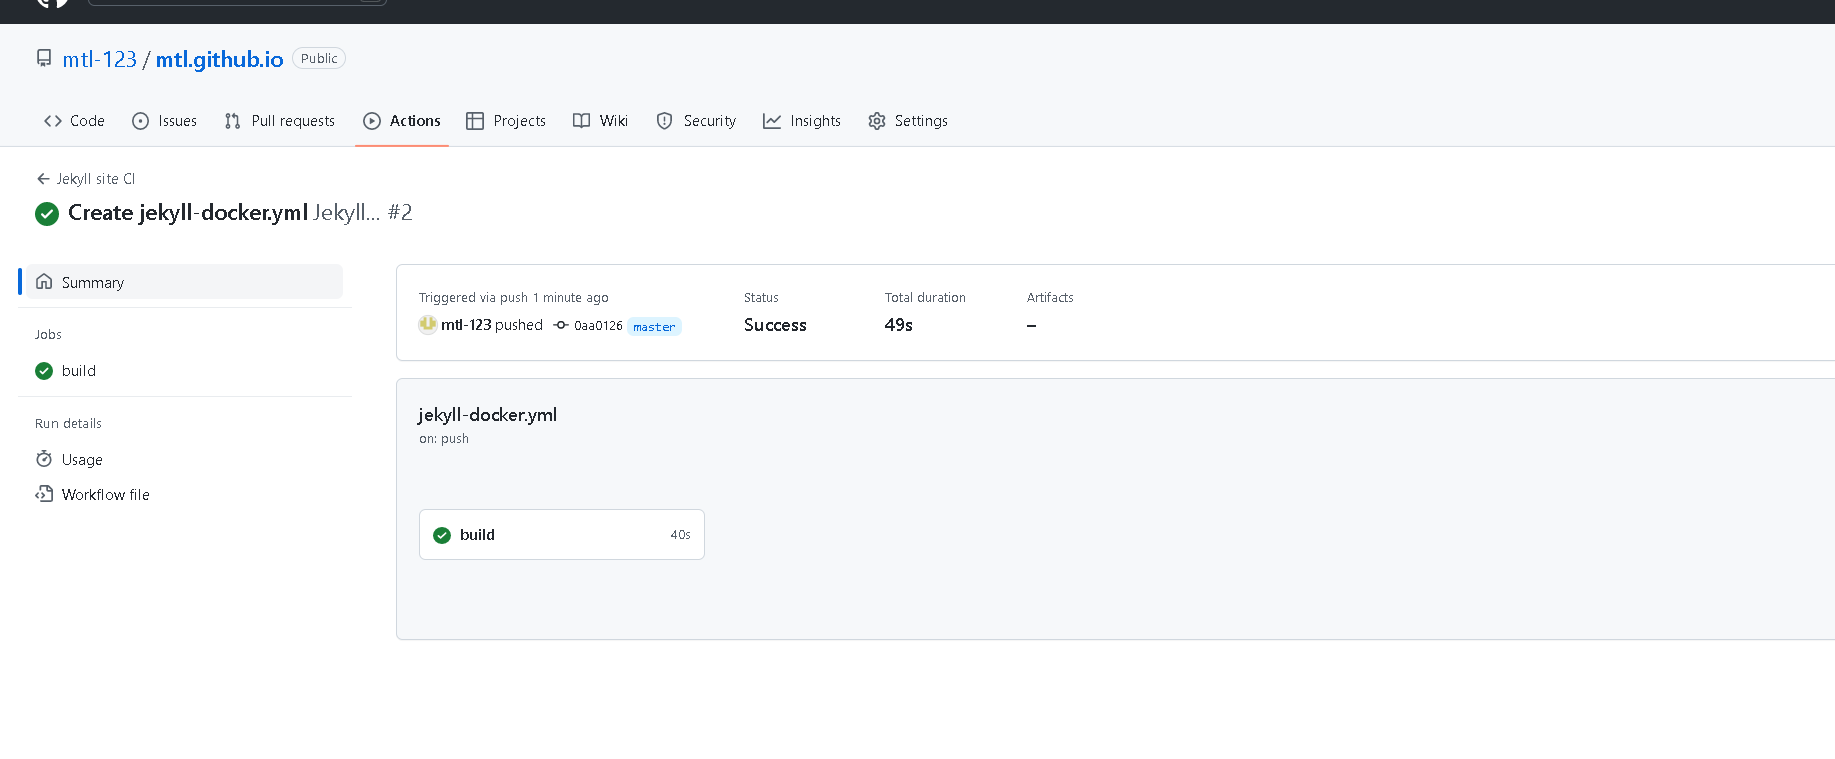 mtl-123 / mtl.github.io Public
Code Issues Pull requests Actions Projects Wiki Security Insights Settings
Jekyll site CI
Create jekyll-docker.yml Jekyll... #2
Summary
Jobs
build
Run details
Usage
Workflow file
Triggered via push 1 minute ago
mtl-123 pushed 0aa0126 master
Status
Success
Total duration
49s
Artifacts
–
jekyll-docker.yml
on: push
build 40s